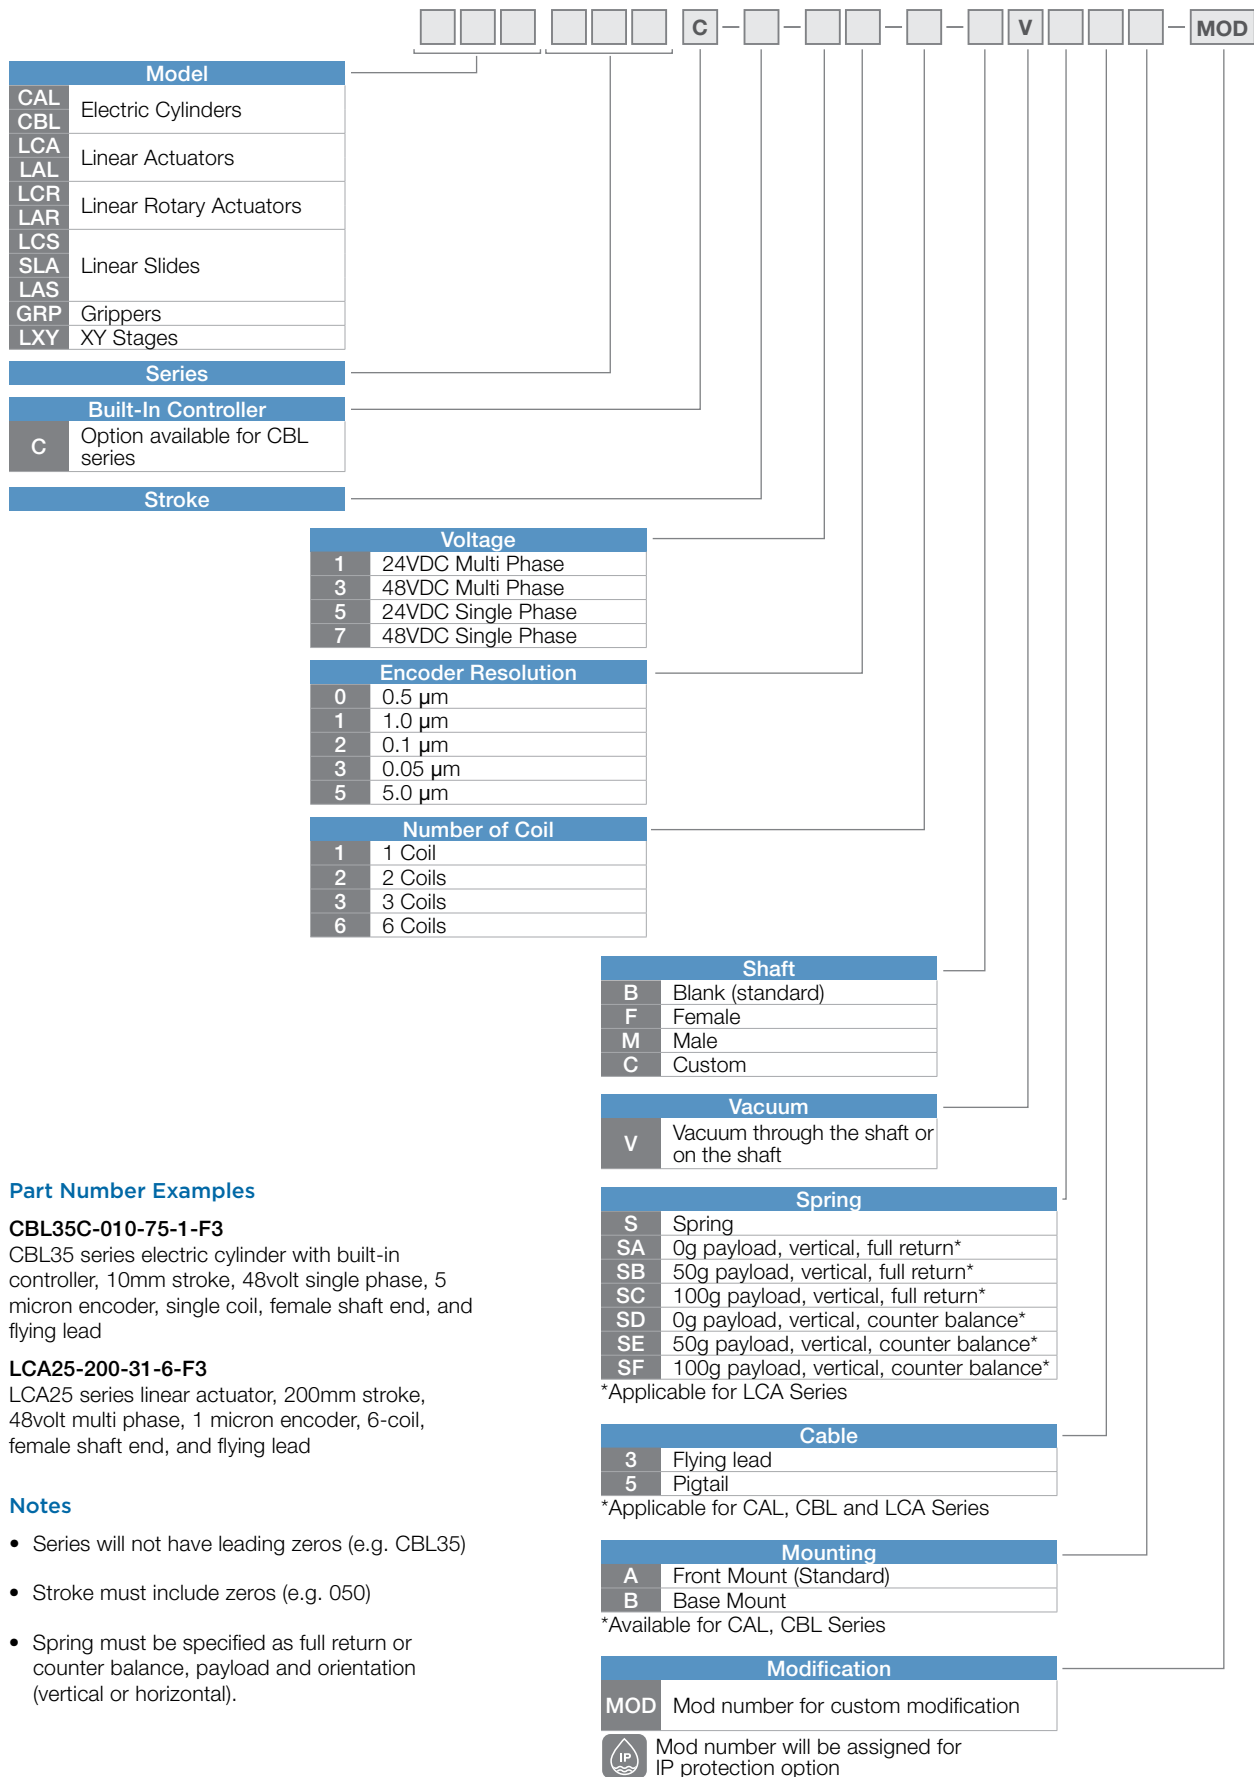 C V MOD
Model
CAL
CBL
Electric Cylinders
LCA
LAL
Linear Actuators
LCR
LAR
Linear Rotary Actuators
LCS
SLA
LAS
Linear Slides
GRP Grippers
LXY XY Stages
Series
Built-In Controller
C Option available for CBL
series
Stroke
Voltage
1 24VDC Multi Phase
3 48VDC Multi Phase
5 24VDC Single Phase
7 48VDC Single Phase
Encoder Resolution
0 0.5 µm
1 1.0 µm
2 0.1 µm
3 0.05 µm
5 5.0 µm
Number of Coil
1 1 Coil
2 2 Coils
3 3 Coils
6 6 Coils
Shaft
B Blank (standard)
F Female
M Male
C Custom
Vacuum
V Vacuum through the shaft or
on the shaft
Spring
S Spring
SA 0g payload, vertical, full return*
SB 50g payload, vertical, full return*
SC 100g payload, vertical, full return*
SD 0g payload, vertical, counter balance*
SE 50g payload, vertical, counter balance*
SF 100g payload, vertical, counter balance*
*Applicable for LCA Series
Cable
3 Flying lead
5 Pigtail
*Applicable for CAL, CBL and LCA Series
Mounting
A Front Mount (Standard)
B Base Mount
*Available for CAL, CBL Series
Modification
MOD Mod number for custom modification
IP
Mod number will be assigned for
IP protection option
Part Number Examples
CBL35C-010-75-1-F3
CBL35 series electric cylinder with built-in
controller, 10mm stroke, 48volt single phase, 5
micron encoder, single coil, female shaft end, and
flying lead
LCA25-200-31-6-F3
LCA25 series linear actuator, 200mm stroke,
48volt multi phase, 1 micron encoder, 6-coil,
female shaft end, and flying lead
Notes
• Series will not have leading zeros (e.g. CBL35)
• Stroke must include zeros (e.g. 050)
• Spring must be specified as full return or
counter balance, payload and orientation
(vertical or horizontal).